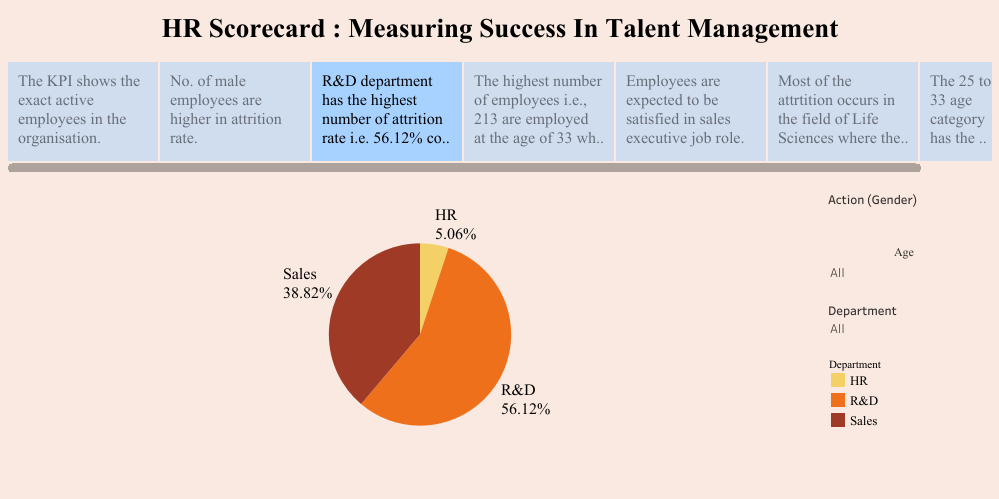 HR Scorecard : Measuring Success In Talent Management
The KPI shows the
exact active
employees in the
organisation.
No. of male
employees are
higher in attrition
rate.
R&D department
has the highest
number of attrition
rate i.e. 56.12% co..
The highest number
of employees i.e.,
213 are employed
at the age of 33 wh..
Employees are
expected to be
satisfied in sales
executive job role.
Most of the
attrtition occurs in
the field of Life
Sciences where the..
The 25 to
33 age
category
has the ..
HR
5.06%
Sales
38.82%
R&D
56.12%
Action (Gender)
Age
All
Department
All
Department
HR
R&D
Sales